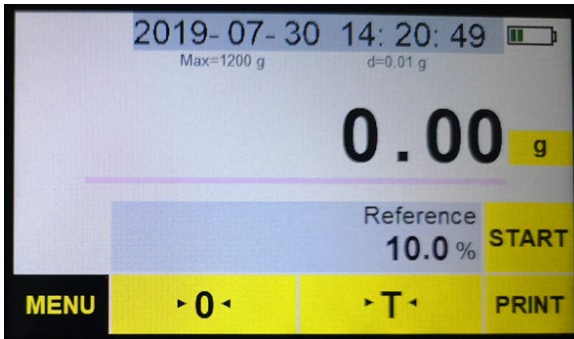 2019-07-30 14:20:49
Max=1200 g d=0.01 g
0.00 g
Reference
10.0 %
START
MENU
▸0◂
▸T◂
PRINT